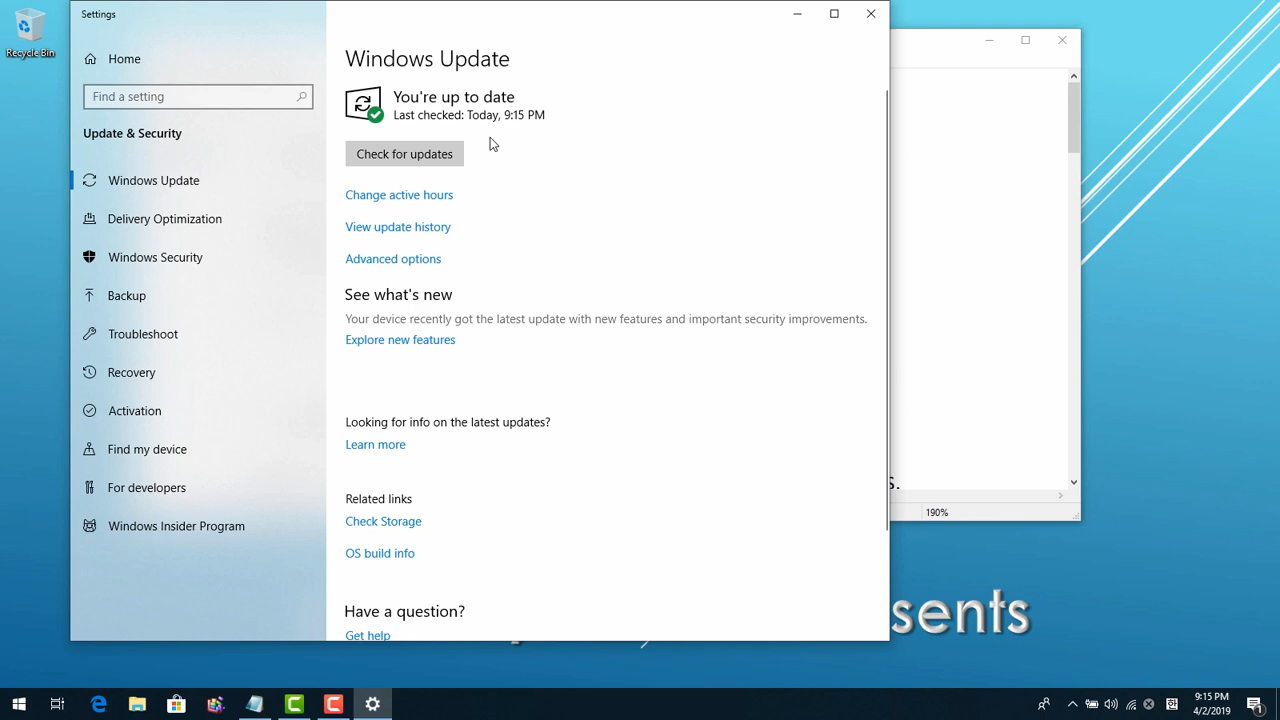 Recycle Bin
Settings
Home
Find a setting
Update & Security
Windows Update
Delivery Optimization
Windows Security
Backup
Troubleshoot
Recovery
Activation
Find my device
For developers
Windows Insider Program
Windows Update
You're up to date
Last checked: Today, 9:15 PM
Check for updates
Change active hours
View update history
Advanced options
See what's new
Your device recently got the latest update with new features and important security improvements.
Explore new features
Looking for info on the latest updates?
Learn more
Related links
Check Storage
OS build info
Have a question?
Get help
s.
190%
sents
9:15 PM
4/2/2019
1